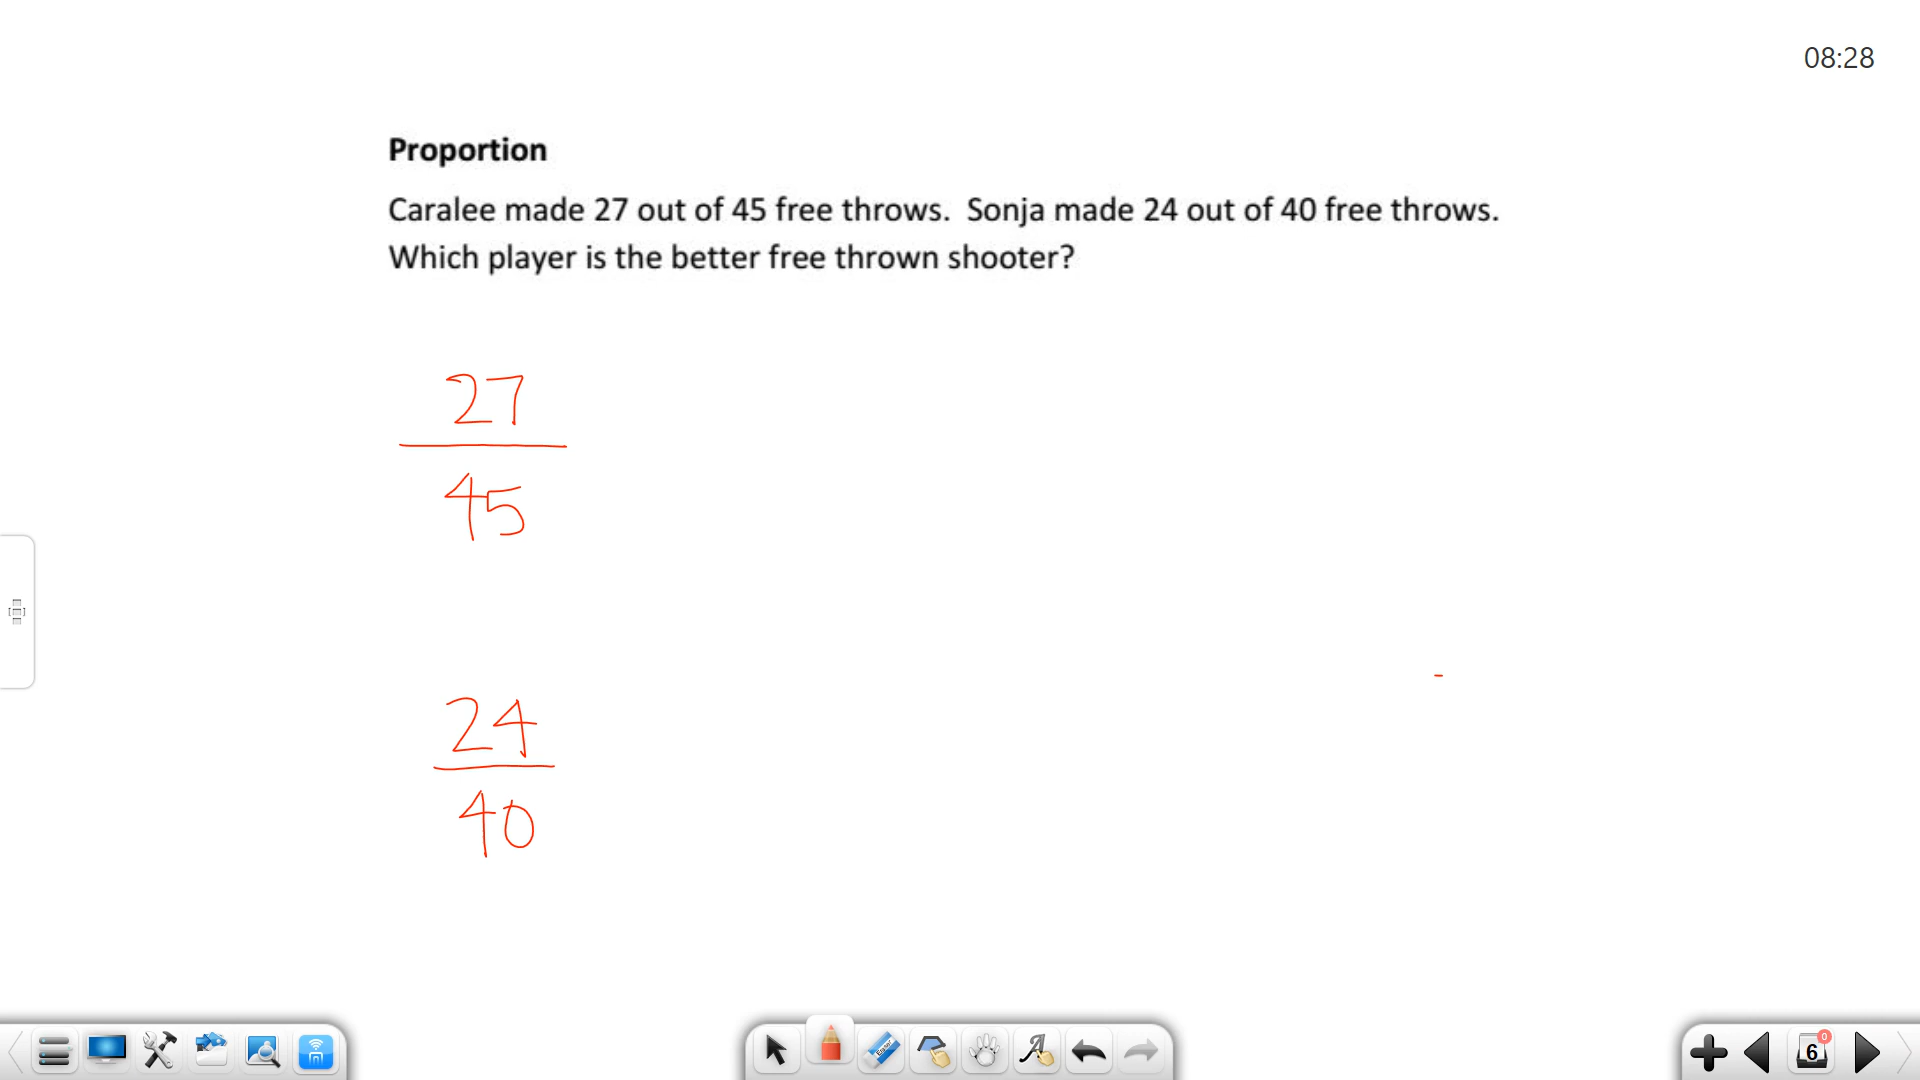 08:28
Proportion
Caralee made 27 out of 45 free throws.  Sonja made 24 out of 40 free throws.
Which player is the better free thrown shooter?
27
45
24
40
6
0